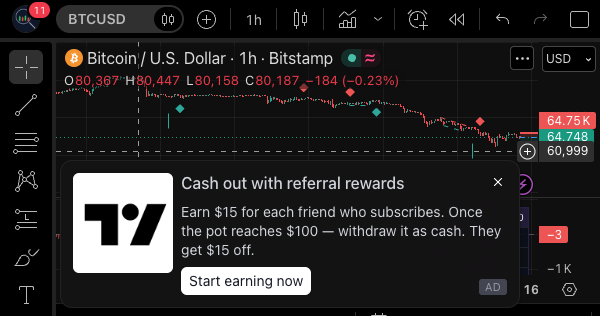 11
BTCUSD
1h
Bitcoin / U.S. Dollar · 1h · Bitstamp
USD
O80,367 H80,447 L80,158 C80,187 −184 (−0.23%)
64.75K
64.748
60,999
Cash out with referral rewards
Earn $15 for each friend who subscribes. Once
the pot reaches $100 — withdraw it as cash. They
get $15 off.
Start earning now
AD
0
−3
−1K
16